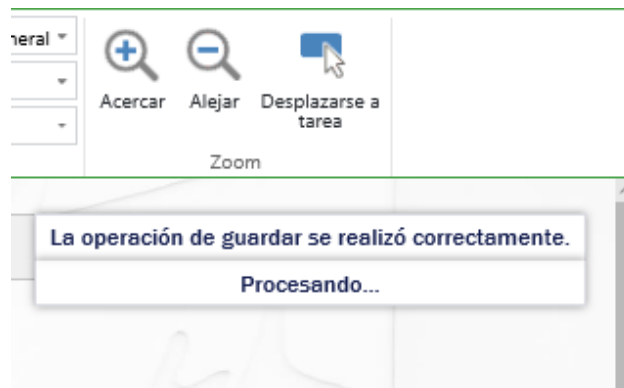 neral
Acercar
Alejar
Desplazarse a
tarea
Zoom
La operación de guardar se realizó correctamente.
Procesando...